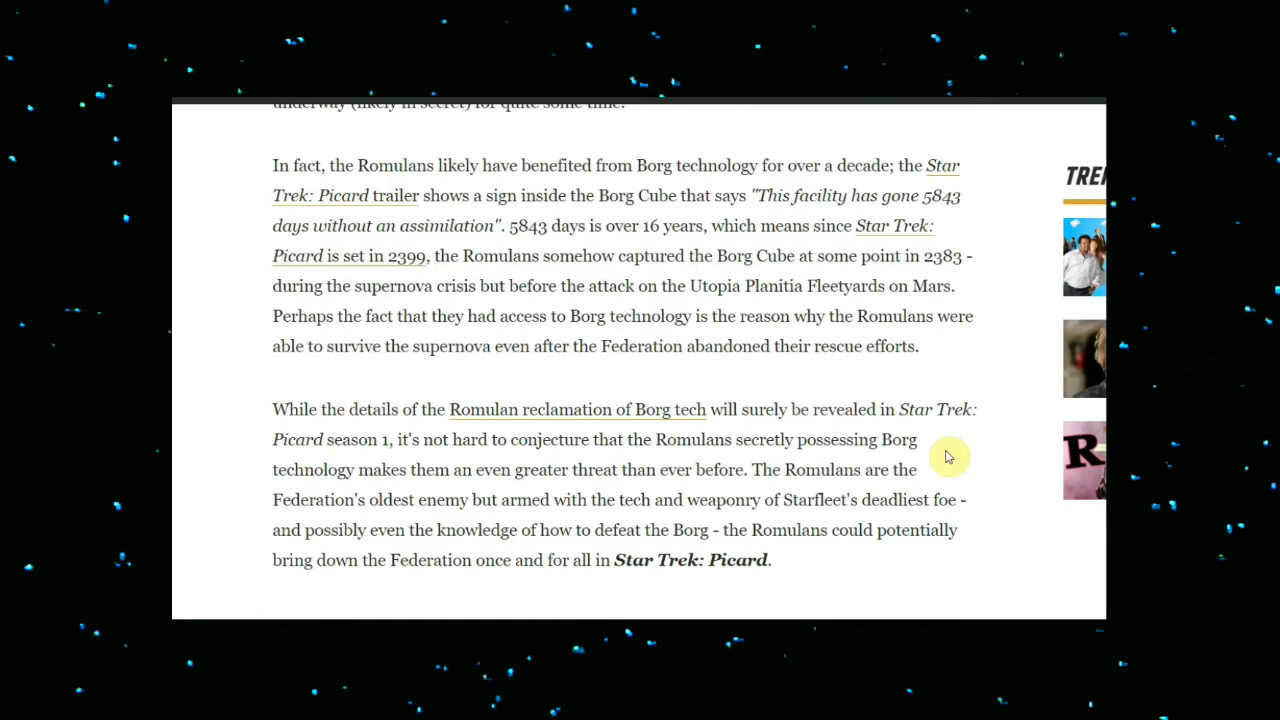 underway (likely in secret) for quite some time.
In fact, the Romulans likely have benefited from Borg technology for over a decade; the Star
Trek: Picard trailer shows a sign inside the Borg Cube that says "This facility has gone 5843
days without an assimilation". 5843 days is over 16 years, which means since Star Trek:
Picard is set in 2399, the Romulans somehow captured the Borg Cube at some point in 2383 -
during the supernova crisis but before the attack on the Utopia Planitia Fleetyards on Mars.
Perhaps the fact that they had access to Borg technology is the reason why the Romulans were
able to survive the supernova even after the Federation abandoned their rescue efforts.
While the details of the Romulan reclamation of Borg tech will surely be revealed in Star Trek:
Picard season 1, it's not hard to conjecture that the Romulans secretly possessing Borg
technology makes them an even greater threat than ever before. The Romulans are the
Federation's oldest enemy but armed with the tech and weaponry of Starfleet's deadliest foe -
and possibly even the knowledge of how to defeat the Borg - the Romulans could potentially
bring down the Federation once and for all in Star Trek: Picard.
R